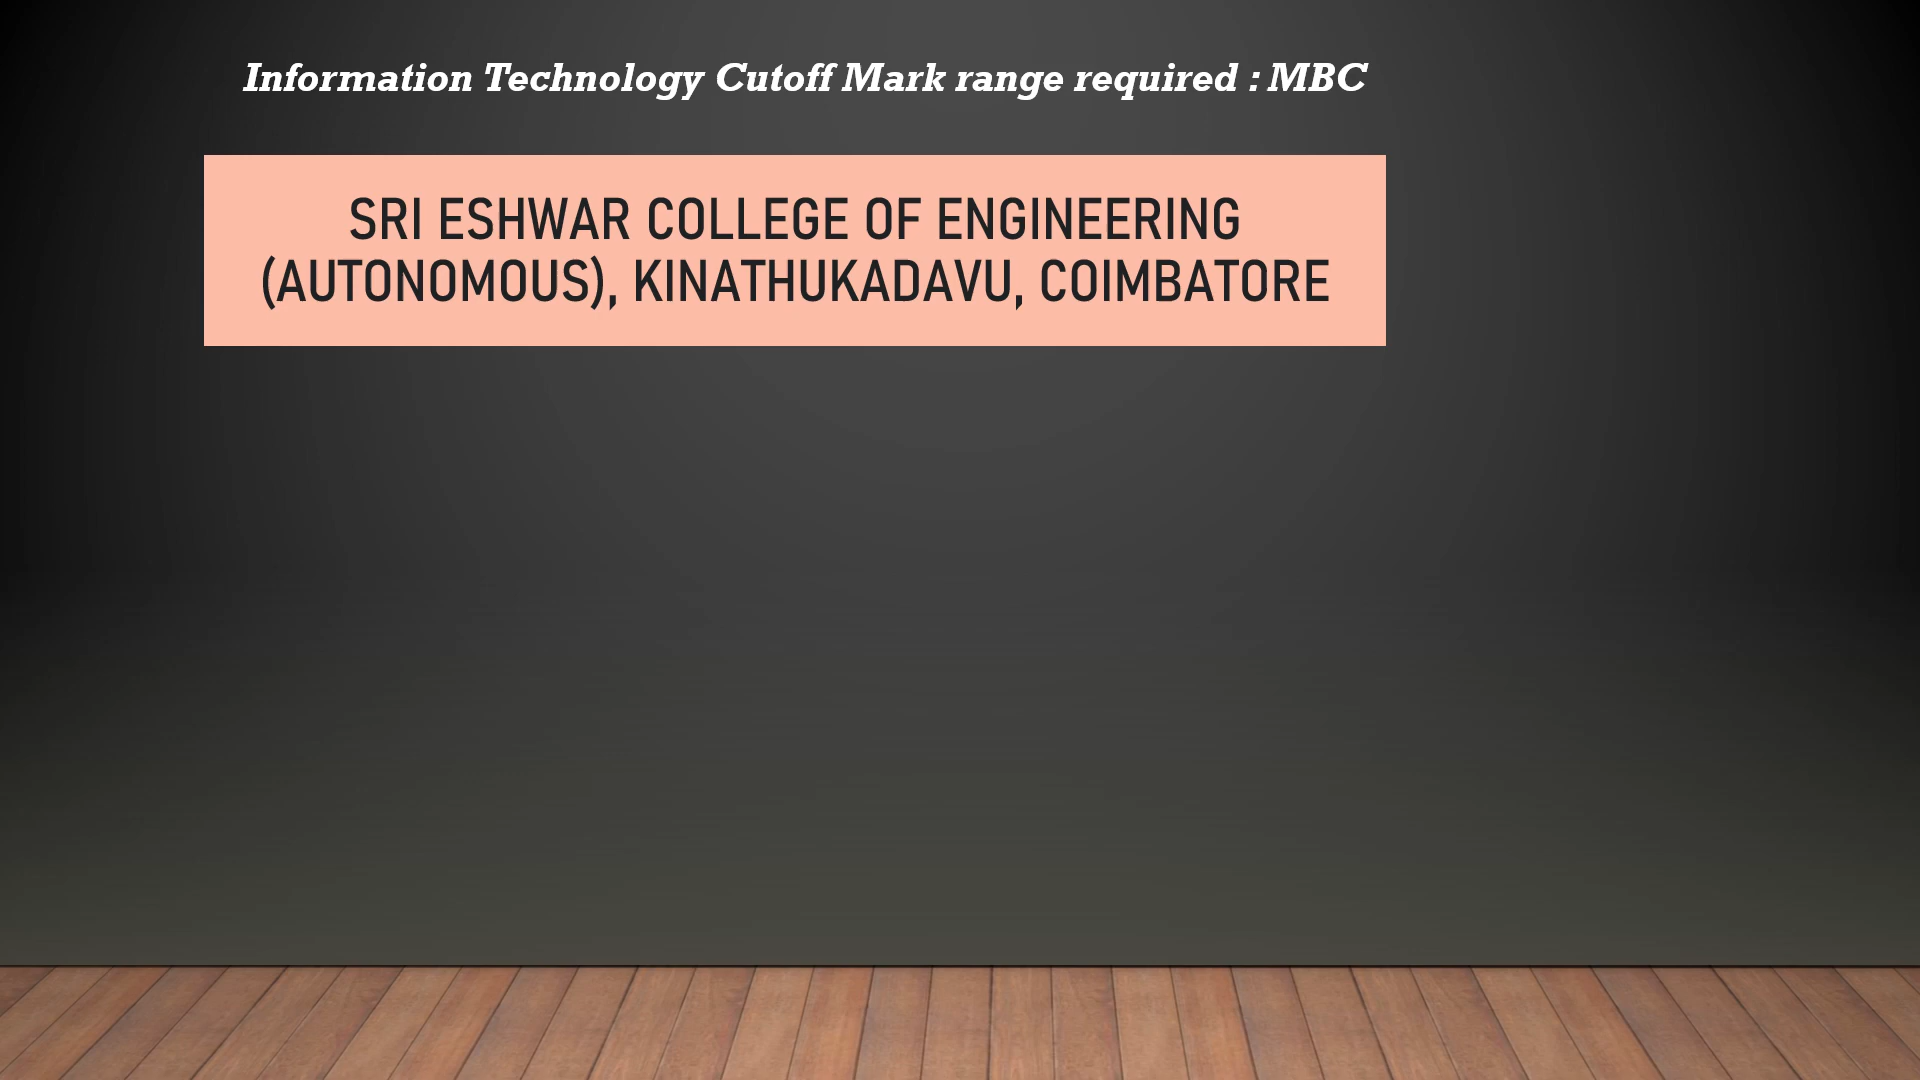 Information Technology Cutoff Mark range required : MBC
SRI ESHWAR COLLEGE OF ENGINEERING
(AUTONOMOUS), KINATHUKADAVU, COIMBATORE